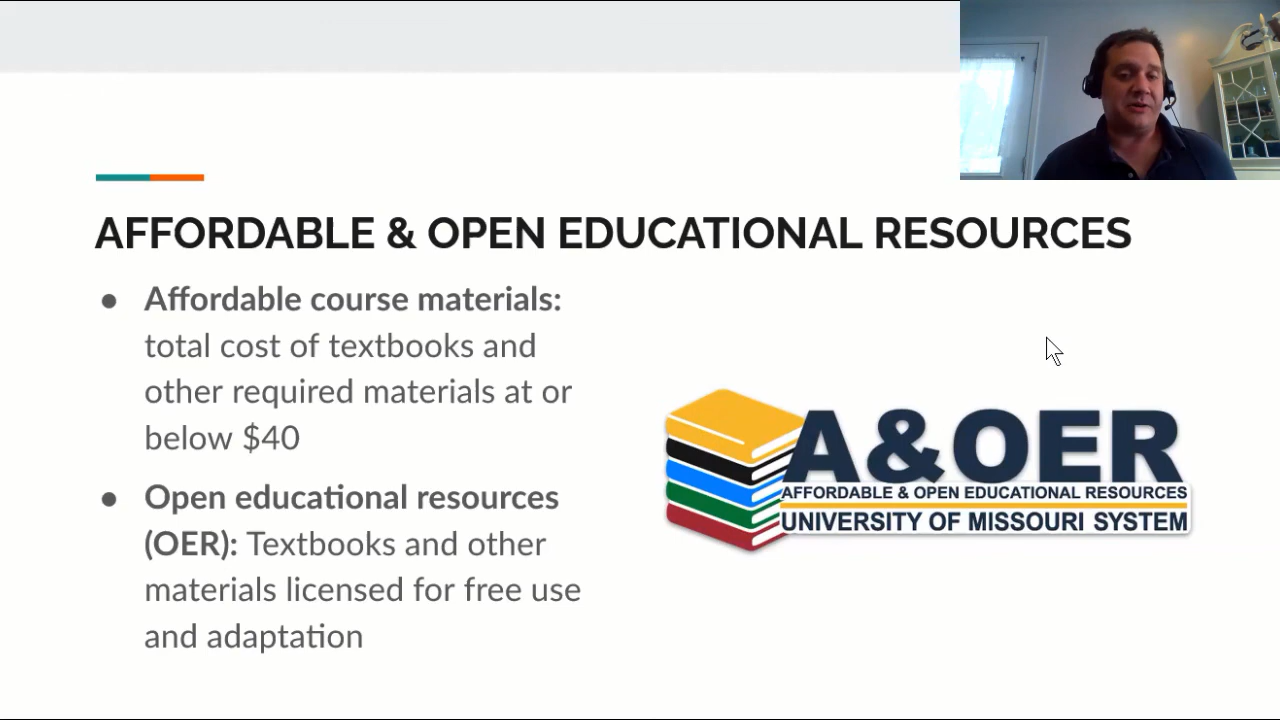 AFFORDABLE & OPEN EDUCATIONAL RESOURCES
● Affordable course materials:
total cost of textbooks and
other required materials at or
below $40
● Open educational resources
(OER): Textbooks and other
materials licensed for free use
and adaptation
A&OER
AFFORDABLE & OPEN EDUCATIONAL RESOURCES
UNIVERSITY OF MISSOURI SYSTEM